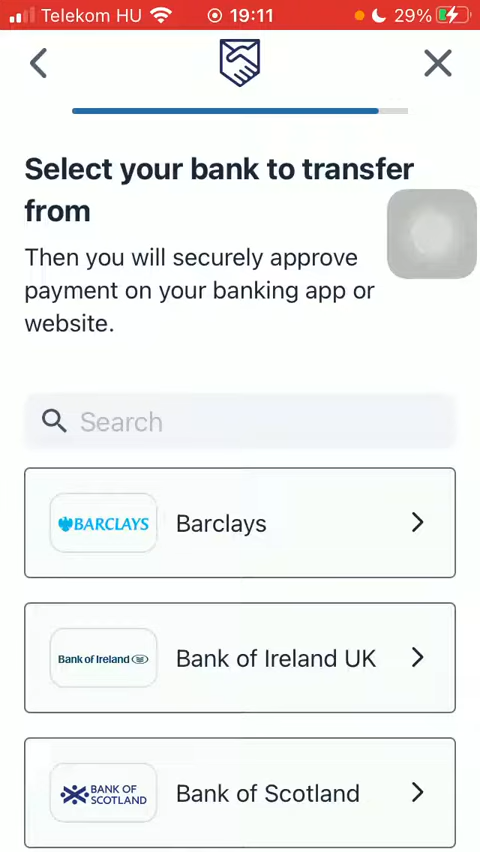 Telekom HU 19:11 29%
Select your bank to transfer
from
Then you will securely approve
payment on your banking app or
website.
Search
BARCLAYS Barclays
Bank of Ireland Bank of Ireland UK
BANK OF
SCOTLAND Bank of Scotland